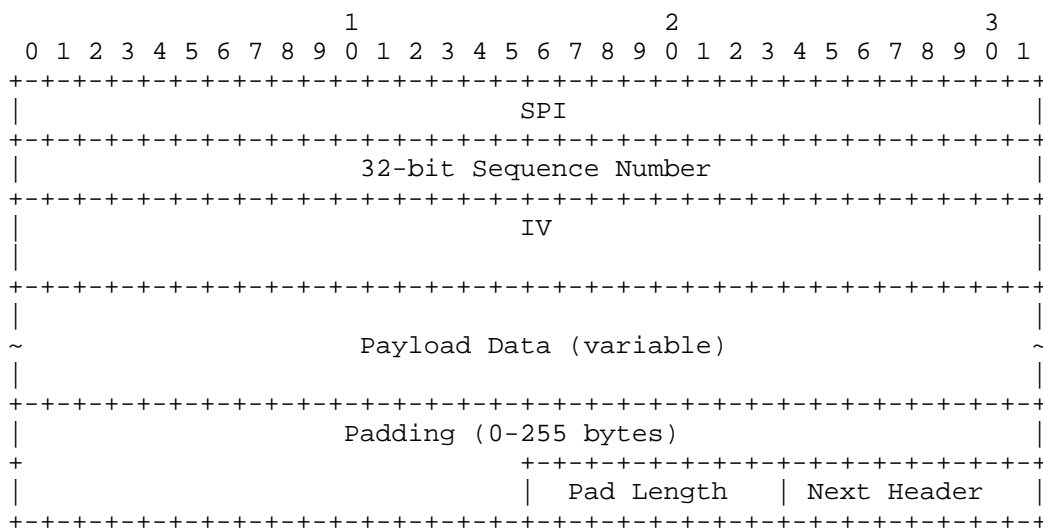 1                   2                   3
 0 1 2 3 4 5 6 7 8 9 0 1 2 3 4 5 6 7 8 9 0 1 2 3 4 5 6 7 8 9 0 1
+-+-+-+-+-+-+-+-+-+-+-+-+-+-+-+-+-+-+-+-+-+-+-+-+-+-+-+-+-+-+-+-+
|                               SPI                             |
+-+-+-+-+-+-+-+-+-+-+-+-+-+-+-+-+-+-+-+-+-+-+-+-+-+-+-+-+-+-+-+-+
|                     32-bit Sequence Number                    |
+-+-+-+-+-+-+-+-+-+-+-+-+-+-+-+-+-+-+-+-+-+-+-+-+-+-+-+-+-+-+-+-+
|                               IV                              |
|                                                               |
+-+-+-+-+-+-+-+-+-+-+-+-+-+-+-+-+-+-+-+-+-+-+-+-+-+-+-+-+-+-+-+-+
|                                                               |
~                     Payload Data (variable)                   ~
|                                                               |
+-+-+-+-+-+-+-+-+-+-+-+-+-+-+-+-+-+-+-+-+-+-+-+-+-+-+-+-+-+-+-+-+
|                    Padding (0-255 bytes)                      |
+                               +-+-+-+-+-+-+-+-+-+-+-+-+-+-+-+-+
|                               |  Pad Length   | Next Header   |
+-+-+-+-+-+-+-+-+-+-+-+-+-+-+-+-+-+-+-+-+-+-+-+-+-+-+-+-+-+-+-+-+